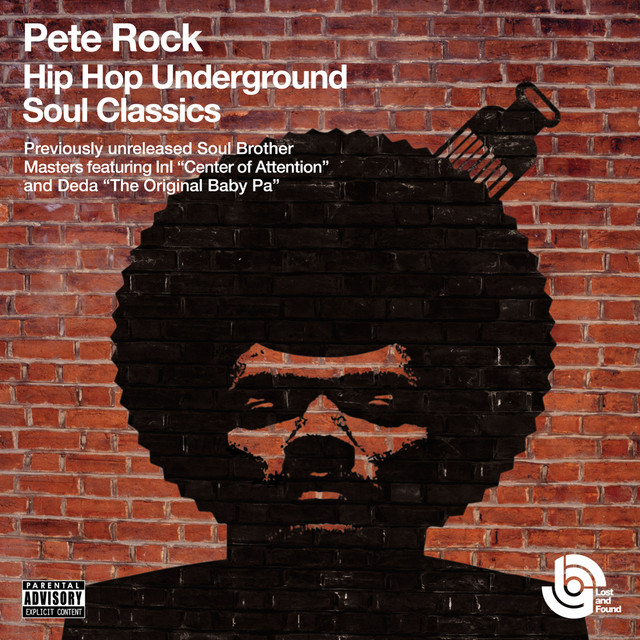 Pete Rock
Hip Hop Underground
Soul Classics
Previously unreleased Soul Brother
Masters featuring InI “Center of Attention”
and Deda “The Original Baby Pa”
PARENTAL
ADVISORY
EXPLICIT CONTENT
Lost
and
Found